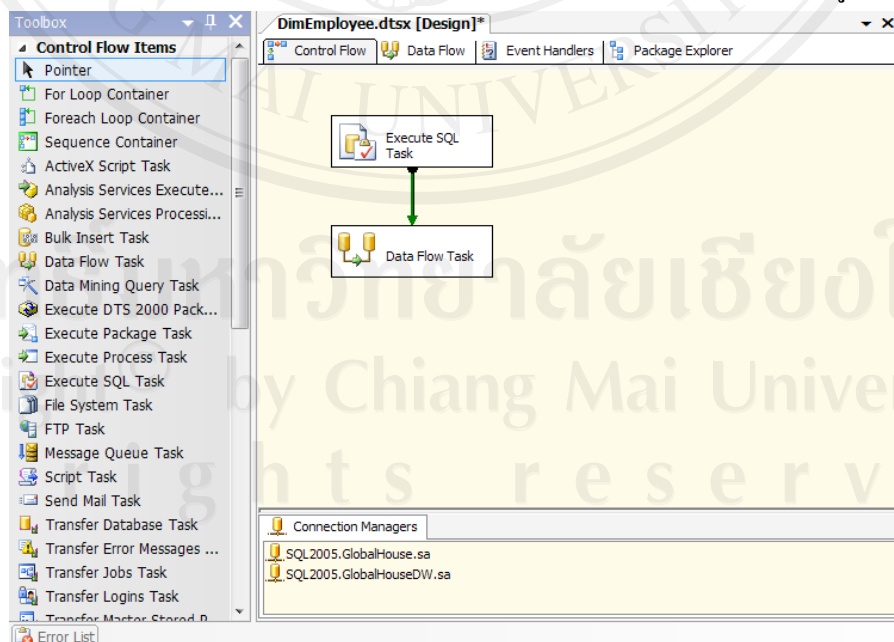 Toolbox
Control Flow Items
Pointer
For Loop Container
Foreach Loop Container
Sequence Container
ActiveX Script Task
Analysis Services Execute...
Analysis Services Processi...
Bulk Insert Task
Data Flow Task
Data Mining Query Task
Execute DTS 2000 Pack...
Execute Package Task
Execute Process Task
Execute SQL Task
File System Task
FTP Task
Message Queue Task
Script Task
Send Mail Task
Transfer Database Task
Transfer Error Messages ...
Transfer Jobs Task
Transfer Logins Task
Transfer Master Stored P
Error List
DimEmployee.dtsx [Design]*
Control Flow
Data Flow
Event Handlers
Package Explorer
Execute SQL
Task
Data Flow Task
Connection Managers
SQL2005.GlobalHouse.sa
SQL2005.GlobalHouseDW.sa
by Chiang Mai
rights reserv